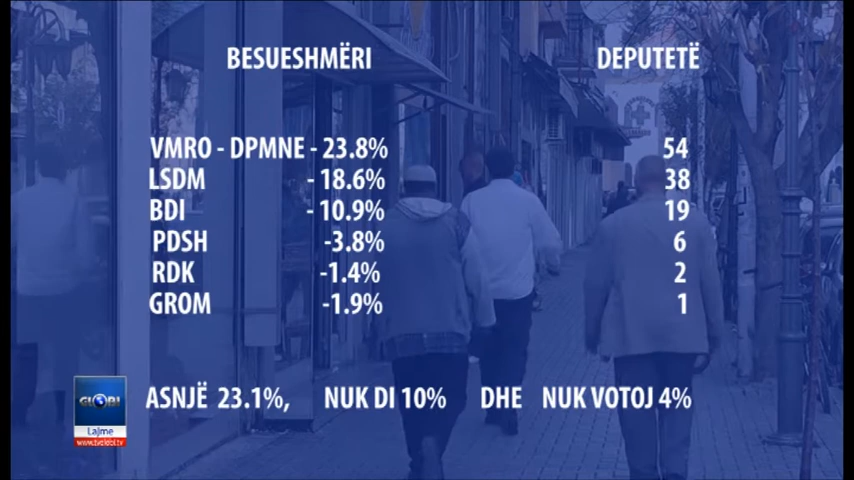 BESUESHMËRI DEPUTETË
VMRO - DPMNE - 23.8% 54
LSDM - 18.6% 38
BDI - 10.9% 19
PDSH -3.8% 6
RDK -1.4% 2
GROM -1.9% 1
ASNJË 23.1%, NUK DI 10% DHE NUK VOTOJ 4%
GLOBI
Lajme